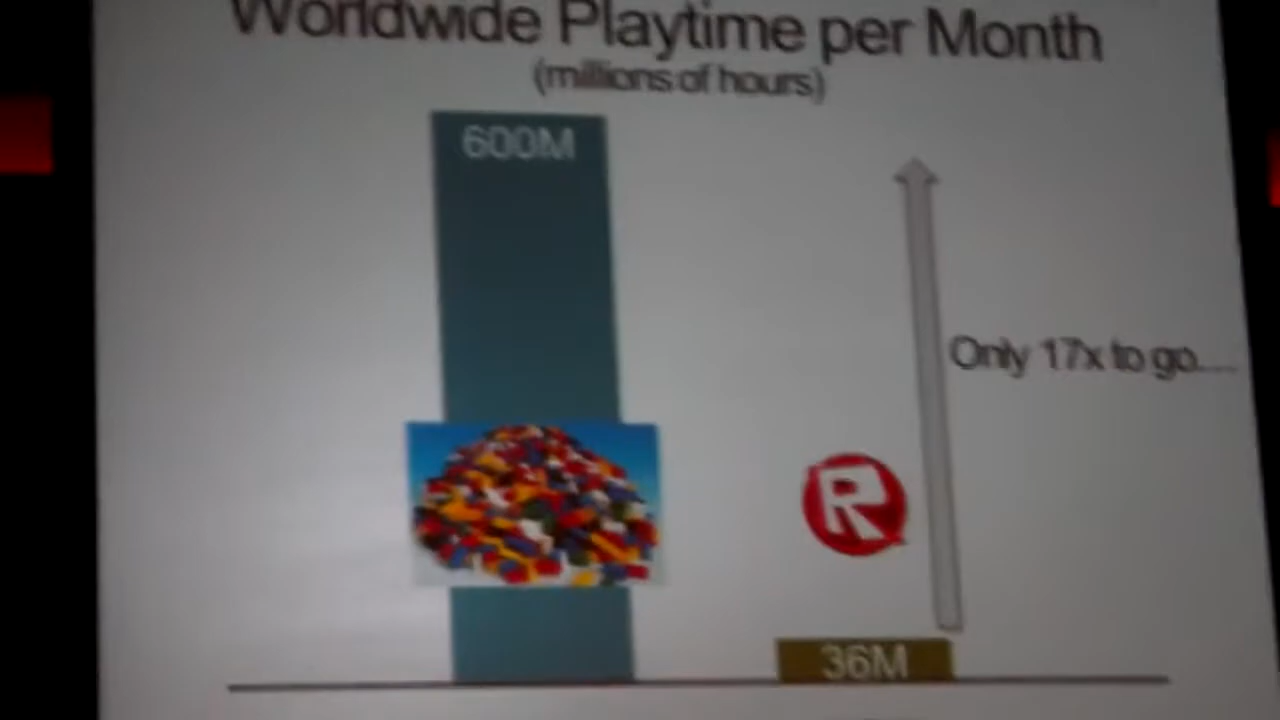 Worldwide Playtime per Month
(millions of hours)
600M
Only 17x to go....
R
36M